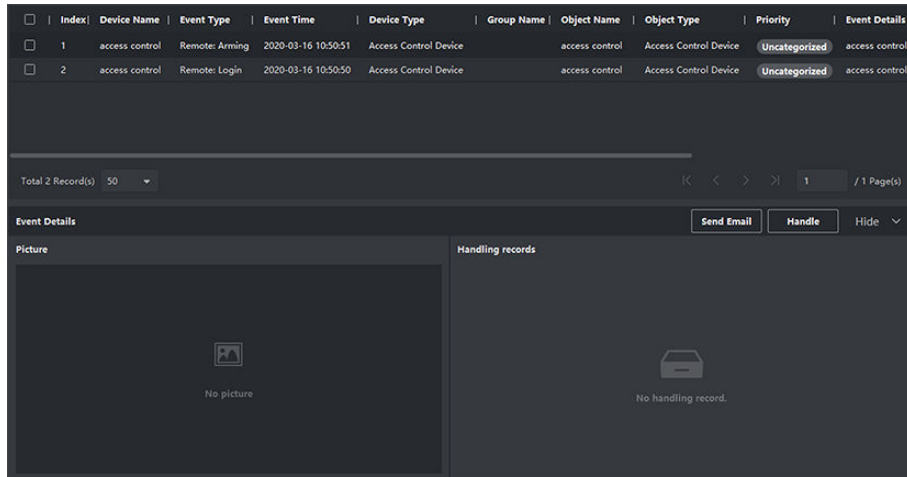 Index Device Name Event Type Event Time Device Type Group Name Object Name Object Type Priority Event Details
1 access control Remote: Arming 2020-03-16 10:50:51 Access Control Device access control Access Control Device Uncategorized access control
2 access control Remote: Login 2020-03-16 10:50:50 Access Control Device access control Access Control Device Uncategorized access control
Total 2 Record(s) 50 1 / 1 Page(s)
Event Details Send Email Handle Hide
Picture Handling records
No picture No handling record.